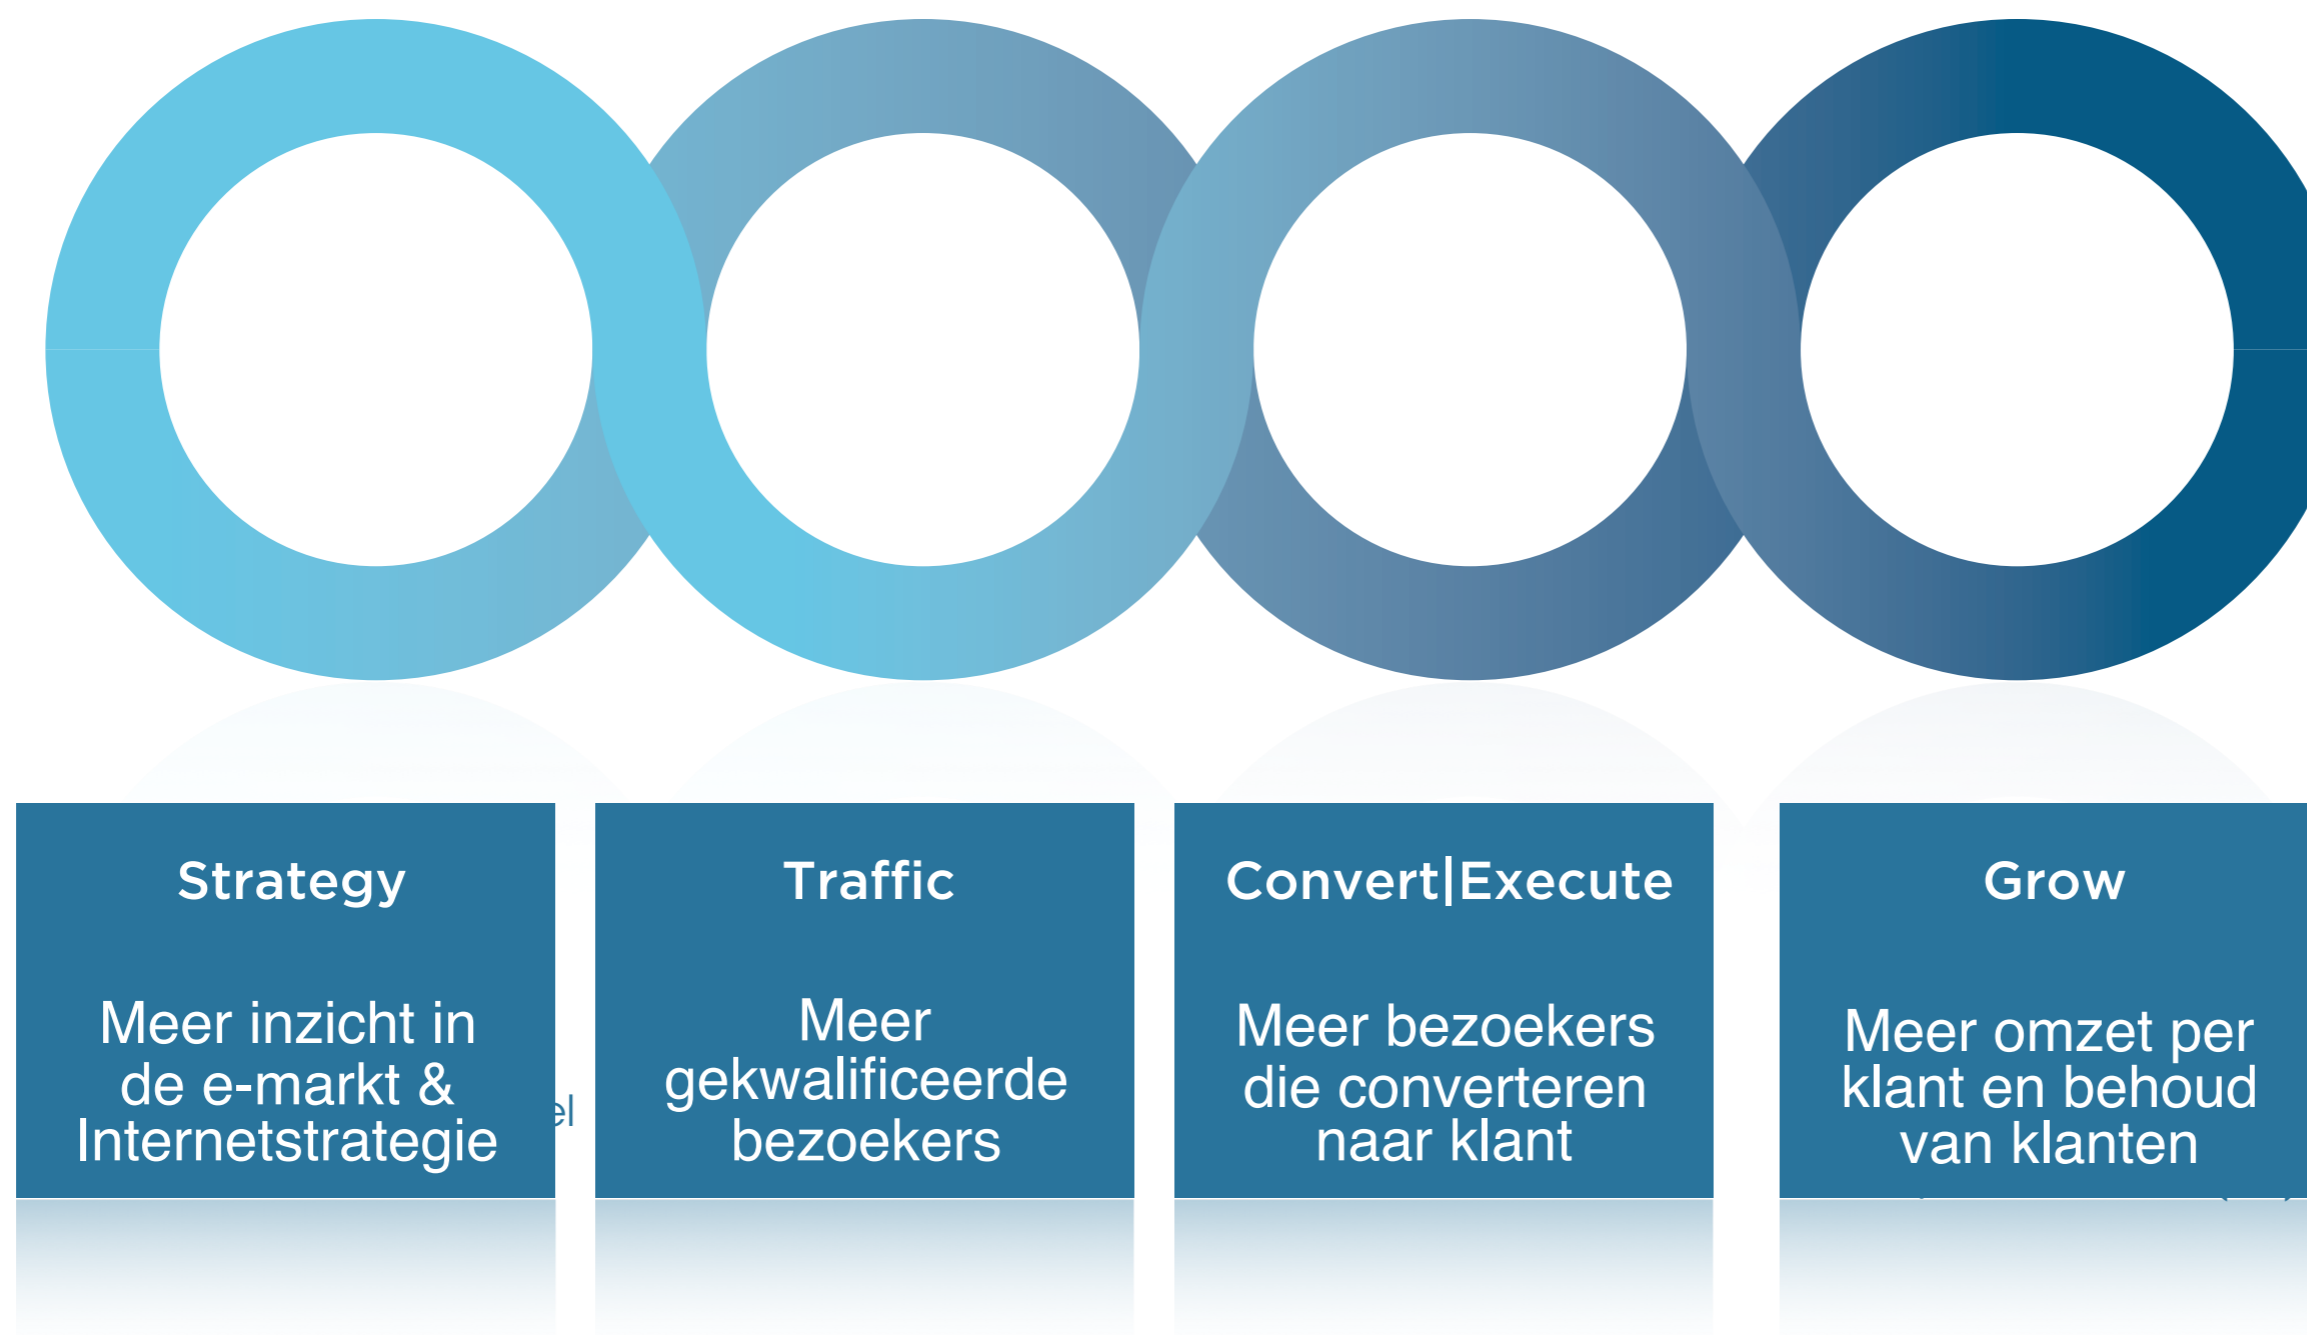 Strategy
Meer inzicht in
de e-markt &
Internetstrategie
el
Traffic
Meer
gekwalificeerde
bezoekers
Convert|Execute
Meer bezoekers
die converteren
naar klant
Grow
Meer omzet per
klant en behoud
van klanten